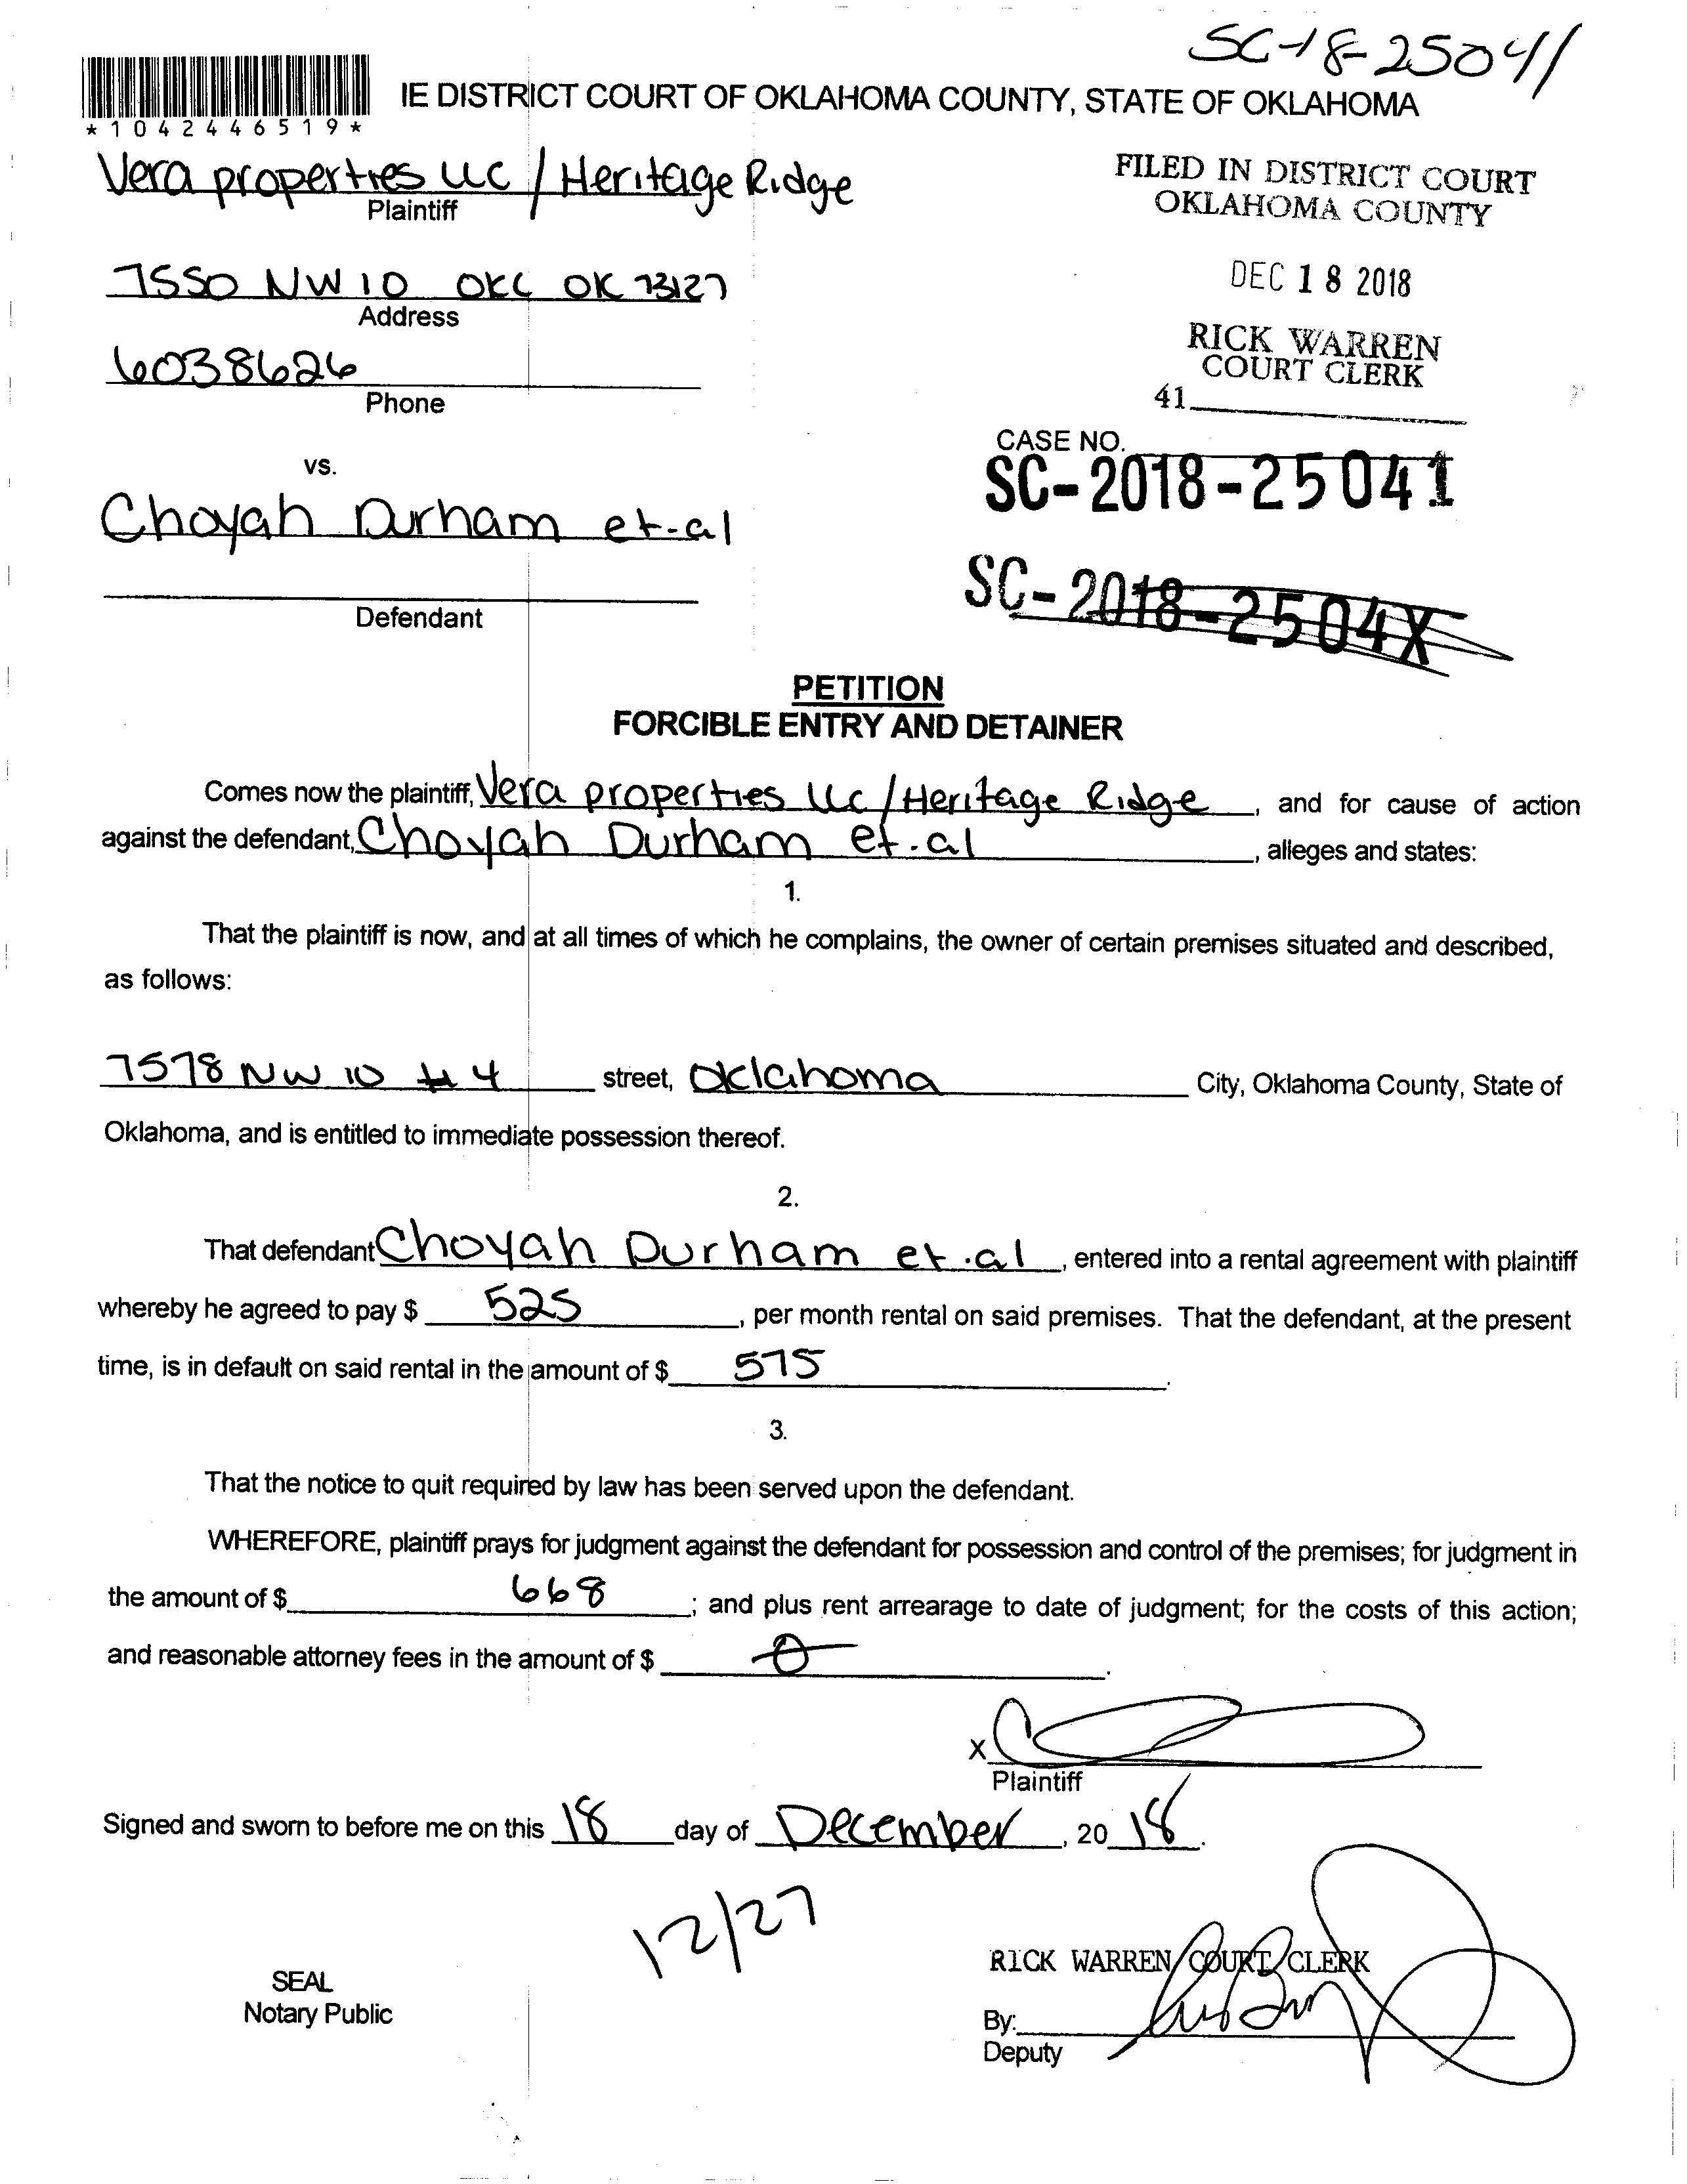 SC-18-25041
IE DISTRICT COURT OF OKLAHOMA COUNTY, STATE OF OKLAHOMA
*1042446519*
Vera properties LLC / Heritage Ridge
Plaintiff
FILED IN DISTRICT COURT
OKLAHOMA COUNTY
7550 NW 10 OKC OK 73127
Address
DEC 18 2018
6038626
Phone
RICK WARREN
COURT CLERK
41
CASE NO.
SC-2018-25041
vs.
Choyah Durham et-al
Defendant
SC-2018-2504X
PETITION
FORCIBLE ENTRY AND DETAINER
Comes now the plaintiff, Vera properties LLC / Heritage Ridge, and for cause of action
against the defendant, Choyah Durham et.al, alleges and states:
1.
That the plaintiff is now, and at all times of which he complains, the owner of certain premises situated and described,
as follows:
7578 NW 10 #4 street, Oklahoma City, Oklahoma County, State of
Oklahoma, and is entitled to immediate possession thereof.
2.
That defendant Choyah Durham et.al, entered into a rental agreement with plaintiff
whereby he agreed to pay $ 525, per month rental on said premises. That the defendant, at the present
time, is in default on said rental in the amount of $ 575.
3.
That the notice to quit required by law has been served upon the defendant.
WHEREFORE, plaintiff prays for judgment against the defendant for possession and control of the premises; for judgment in
the amount of $ 668; and plus rent arrearage to date of judgment; for the costs of this action;
and reasonable attorney fees in the amount of $ 0.
X
Plaintiff
Signed and sworn to before me on this 18 day of December, 2018.
12/27
RICK WARREN COURT CLERK
SEAL
Notary Public
By:
Deputy